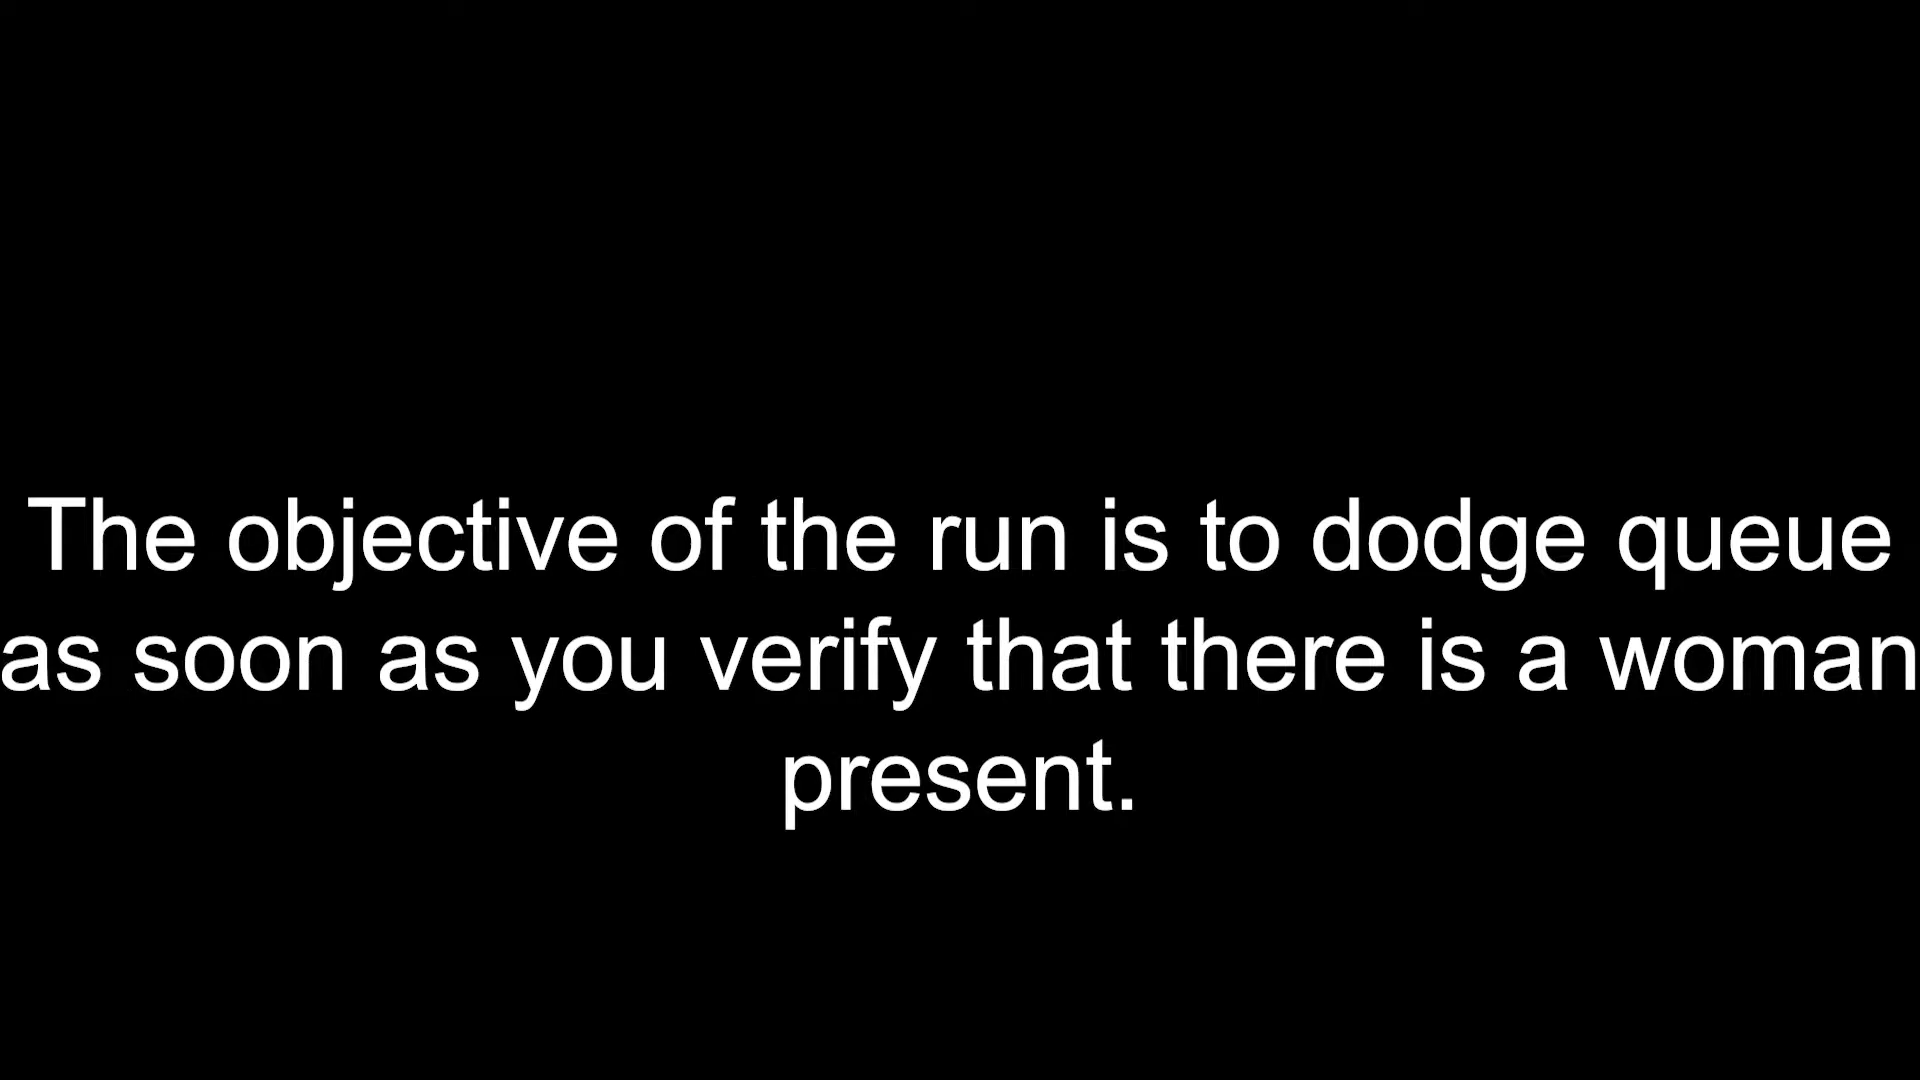 The objective of the run is to dodge queue
as soon as you verify that there is a woman
present.